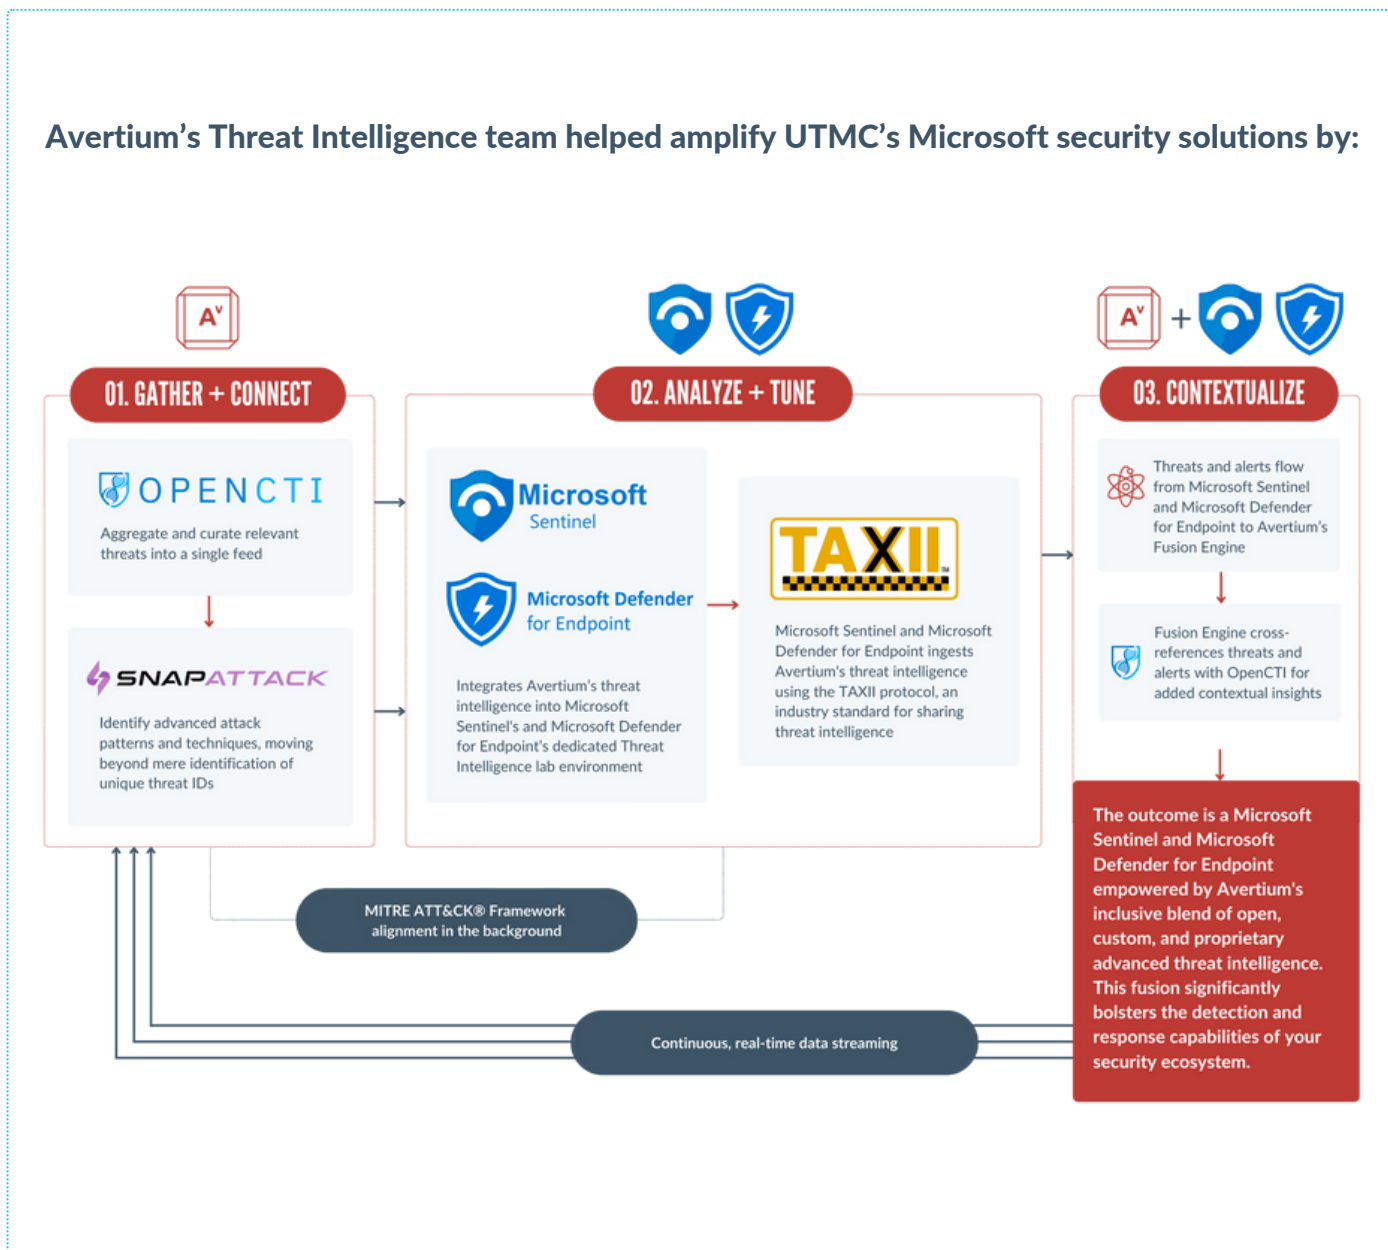 Avertium's Threat Intelligence team helped amplify UTMC's Microsoft security solutions by:
Av
Av
+
01. GATHER + CONNECT
OPENCTI
Aggregate and curate relevant
threats into a single feed
SNAPATTACK
Identify advanced attack
patterns and techniques, moving
beyond mere identification of
unique threat IDs
02. ANALYZE + TUNE
Microsoft
Sentinel
Microsoft Defender
for Endpoint
Integrates Avertium's threat
intelligence into Microsoft
Sentinel's and Microsoft Defender
for Endpoint's dedicated Threat
Intelligence lab environment
TAXII™
Microsoft Sentinel and Microsoft
Defender for Endpoint ingests
Avertium's threat intelligence
using the TAXII protocol, an
industry standard for sharing
threat intelligence
03. CONTEXTUALIZE
Threats and alerts flow
from Microsoft Sentinel
and Microsoft Defender
for Endpoint to Avertium's
Fusion Engine
Fusion Engine cross-
references threats and
alerts with OpenCTI for
added contextual insights
The outcome is a Microsoft
Sentinel and Microsoft
Defender for Endpoint
empowered by Avertium's
inclusive blend of open,
custom, and proprietary
advanced threat intelligence.
This fusion significantly
bolsters the detection and
response capabilities of your
security ecosystem.
MITRE ATT&CK® Framework
alignment in the background
Continuous, real-time data streaming